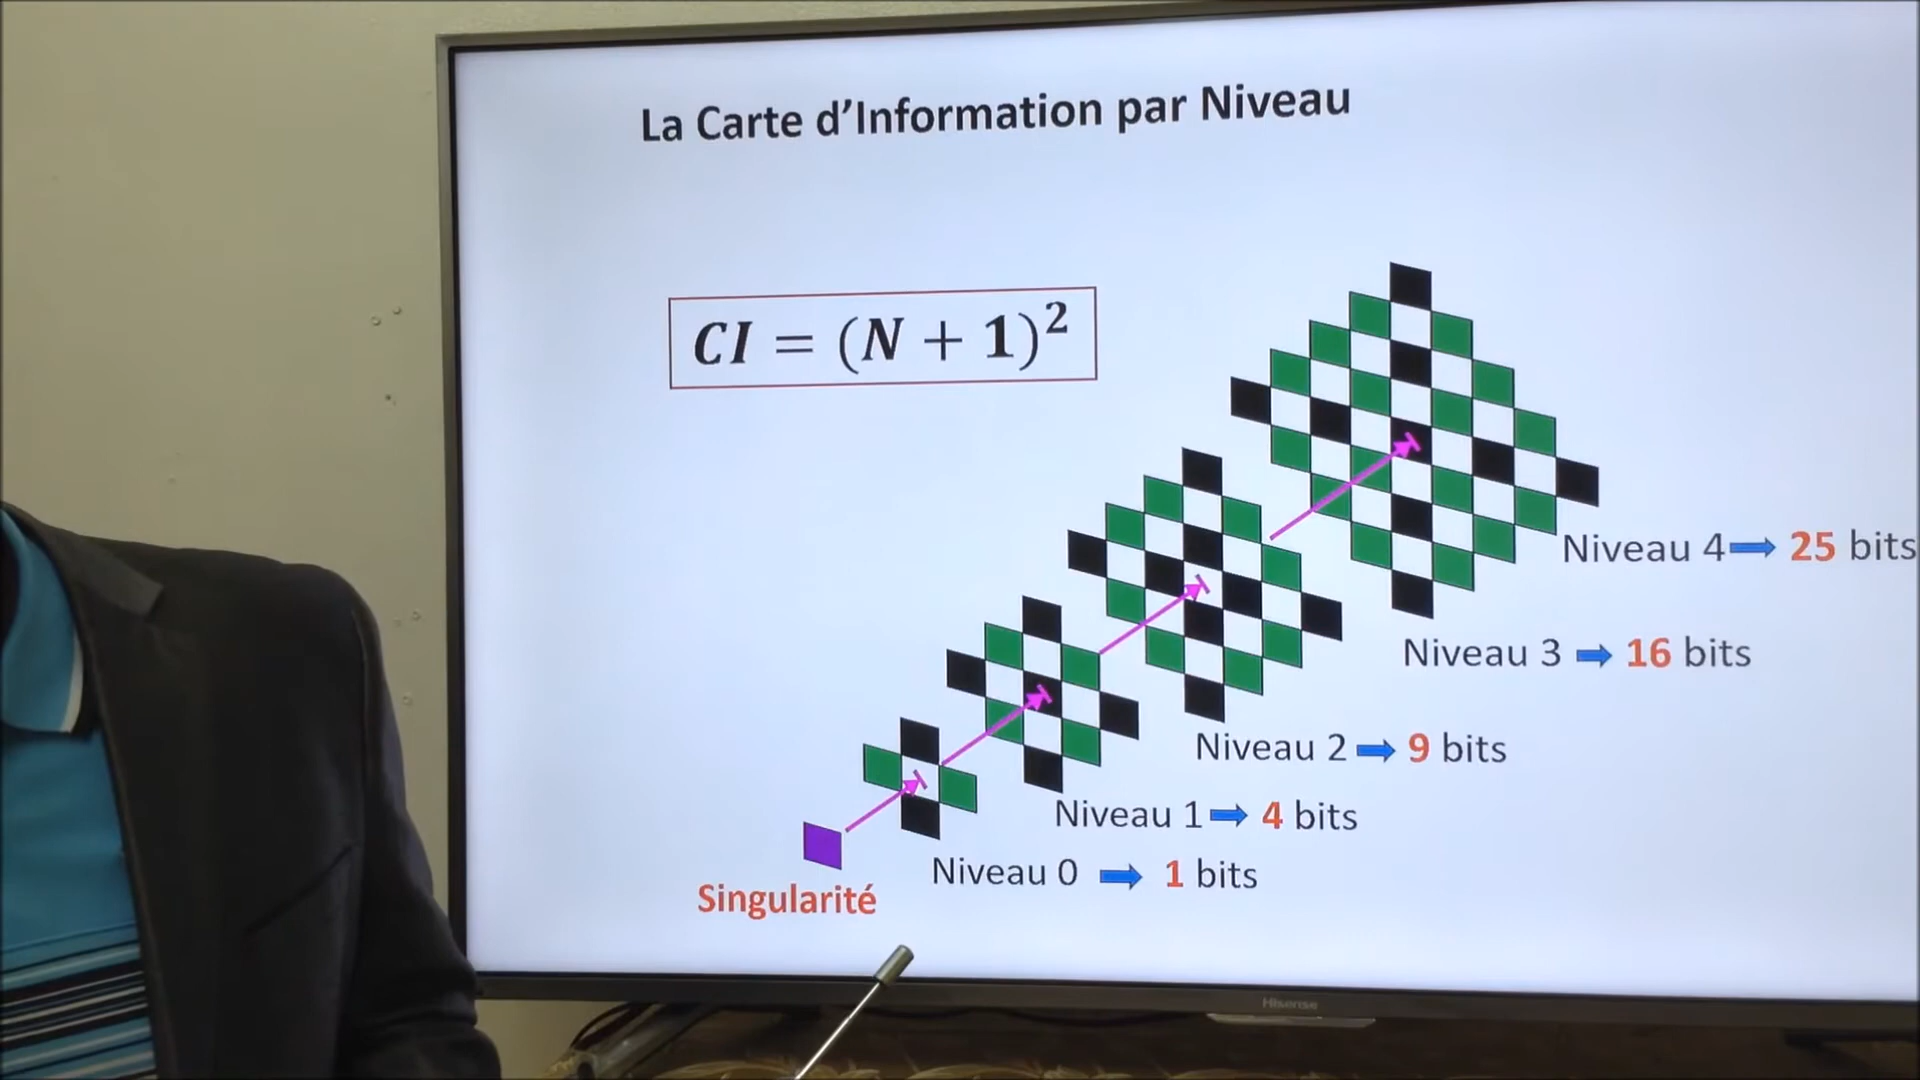 La Carte d'Information par Niveau
CI = (N + 1)²
Niveau 4 25 bits
Niveau 3 16 bits
Niveau 2 9 bits
Niveau 1 4 bits
Niveau 0 1 bits
Singularité
Hisense